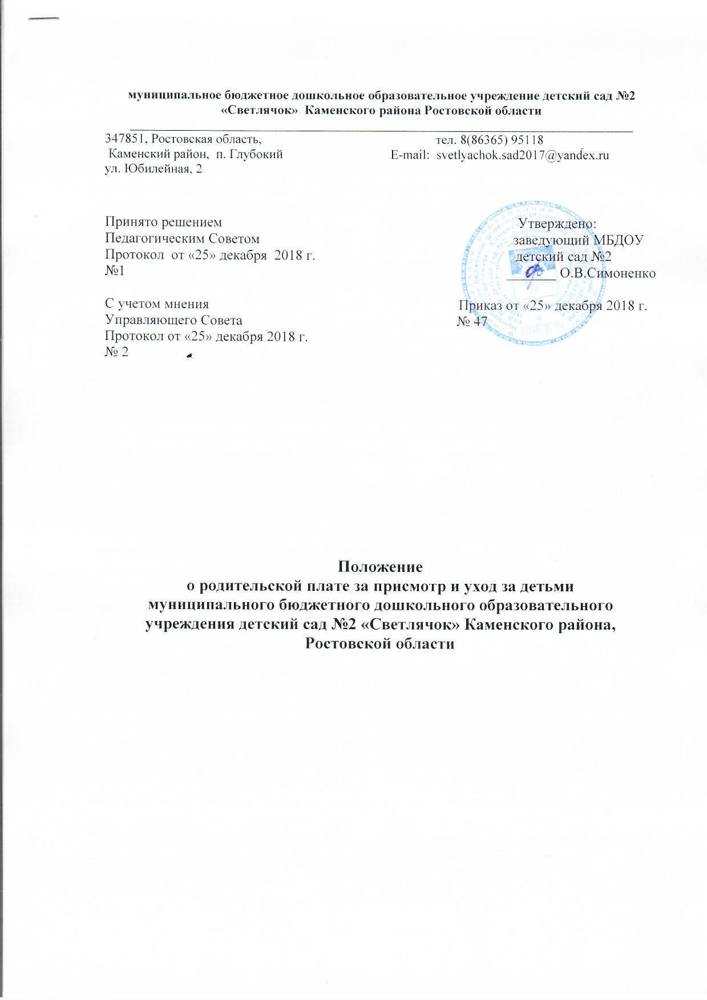 муниципальное бюджетное дошкольное образовательное учреждение детский сад №2
«Светлячок» Каменского района Ростовской области
347851, Ростовская область,
тел. 8(86365) 95118
Каменский район, п. Глубокий
E-mail: svetlyachok.sad2017@yandex.ru
ул. Юбилейная, 2
Принято решением
Педагогическим Советом
Протокол от «25» декабря 2018 г.
№1
С учетом мнения
Управляющего Совета
Протокол от «25» декабря 2018 г.
№ 2
Утверждено:
заведующий МБДОУ
детский сад №2
_______ О.В.Симоненко
Приказ от «25» декабря 2018 г.
№ 47
Положение
о родительской плате за присмотр и уход за детьми
муниципального бюджетного дошкольного образовательного
учреждения детский сад №2 «Светлячок» Каменского района,
Ростовской области